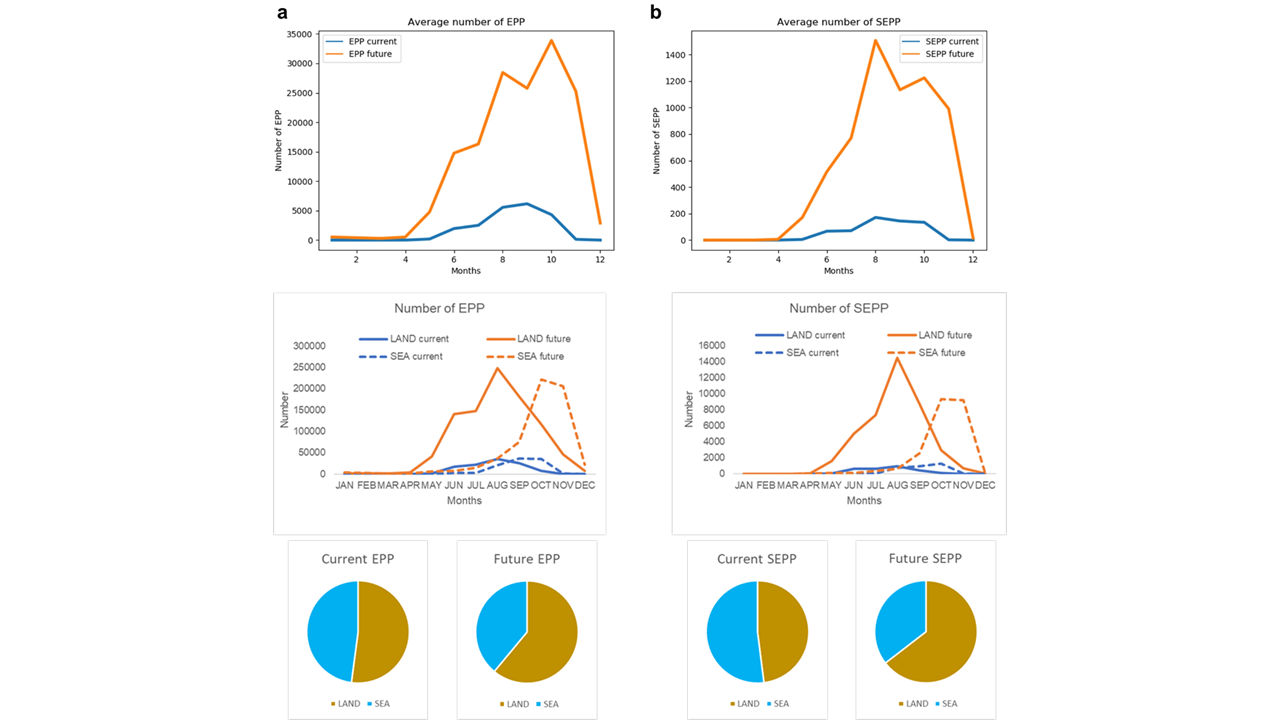 a
Average number of EPP
35000
30000
25000
20000
15000
10000
5000
0
Number of EPP
EPP current
EPP future
2 4 6 8 10 12
Months
b
Average number of SEPP
1400
1200
1000
800
600
400
200
0
Number of SEPP
SEPP current
SEPP future
2 4 6 8 10 12
Months
Number of EPP
LAND current LAND future
SEA current SEA future
300000
250000
200000
150000
100000
50000
0
Number
JAN FEB MAR APR MAY JUN JUL AUG SEP OCT NOV DEC
Months
Number of SEPP
LAND current LAND future
SEA current SEA future
16000
14000
12000
10000
8000
6000
4000
2000
0
Number
JAN FEB MAR APR MAY JUN JUL AUG SEP OCT NOV DEC
Months
Current EPP
LAND SEA
Future EPP
LAND SEA
Current SEPP
LAND SEA
Future SEPP
LAND SEA